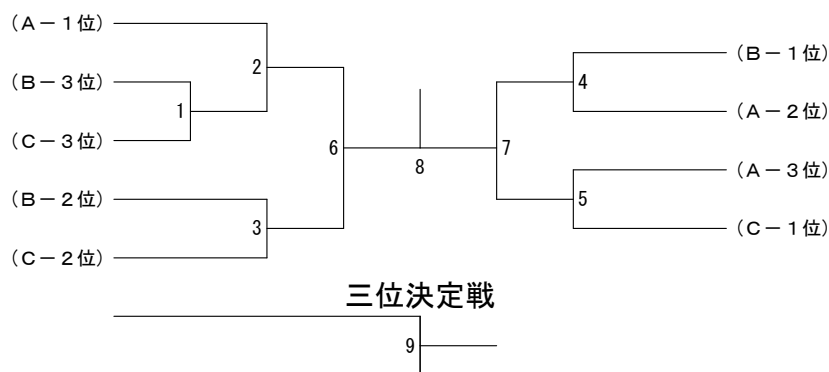 (A-1位)
(B-3位)
(C-3位)
(B-2位)
(C-2位)
1
2
3
6
8
7
4
5
(B-1位)
(A-2位)
(A-3位)
(C-1位)
三位決定戦
9